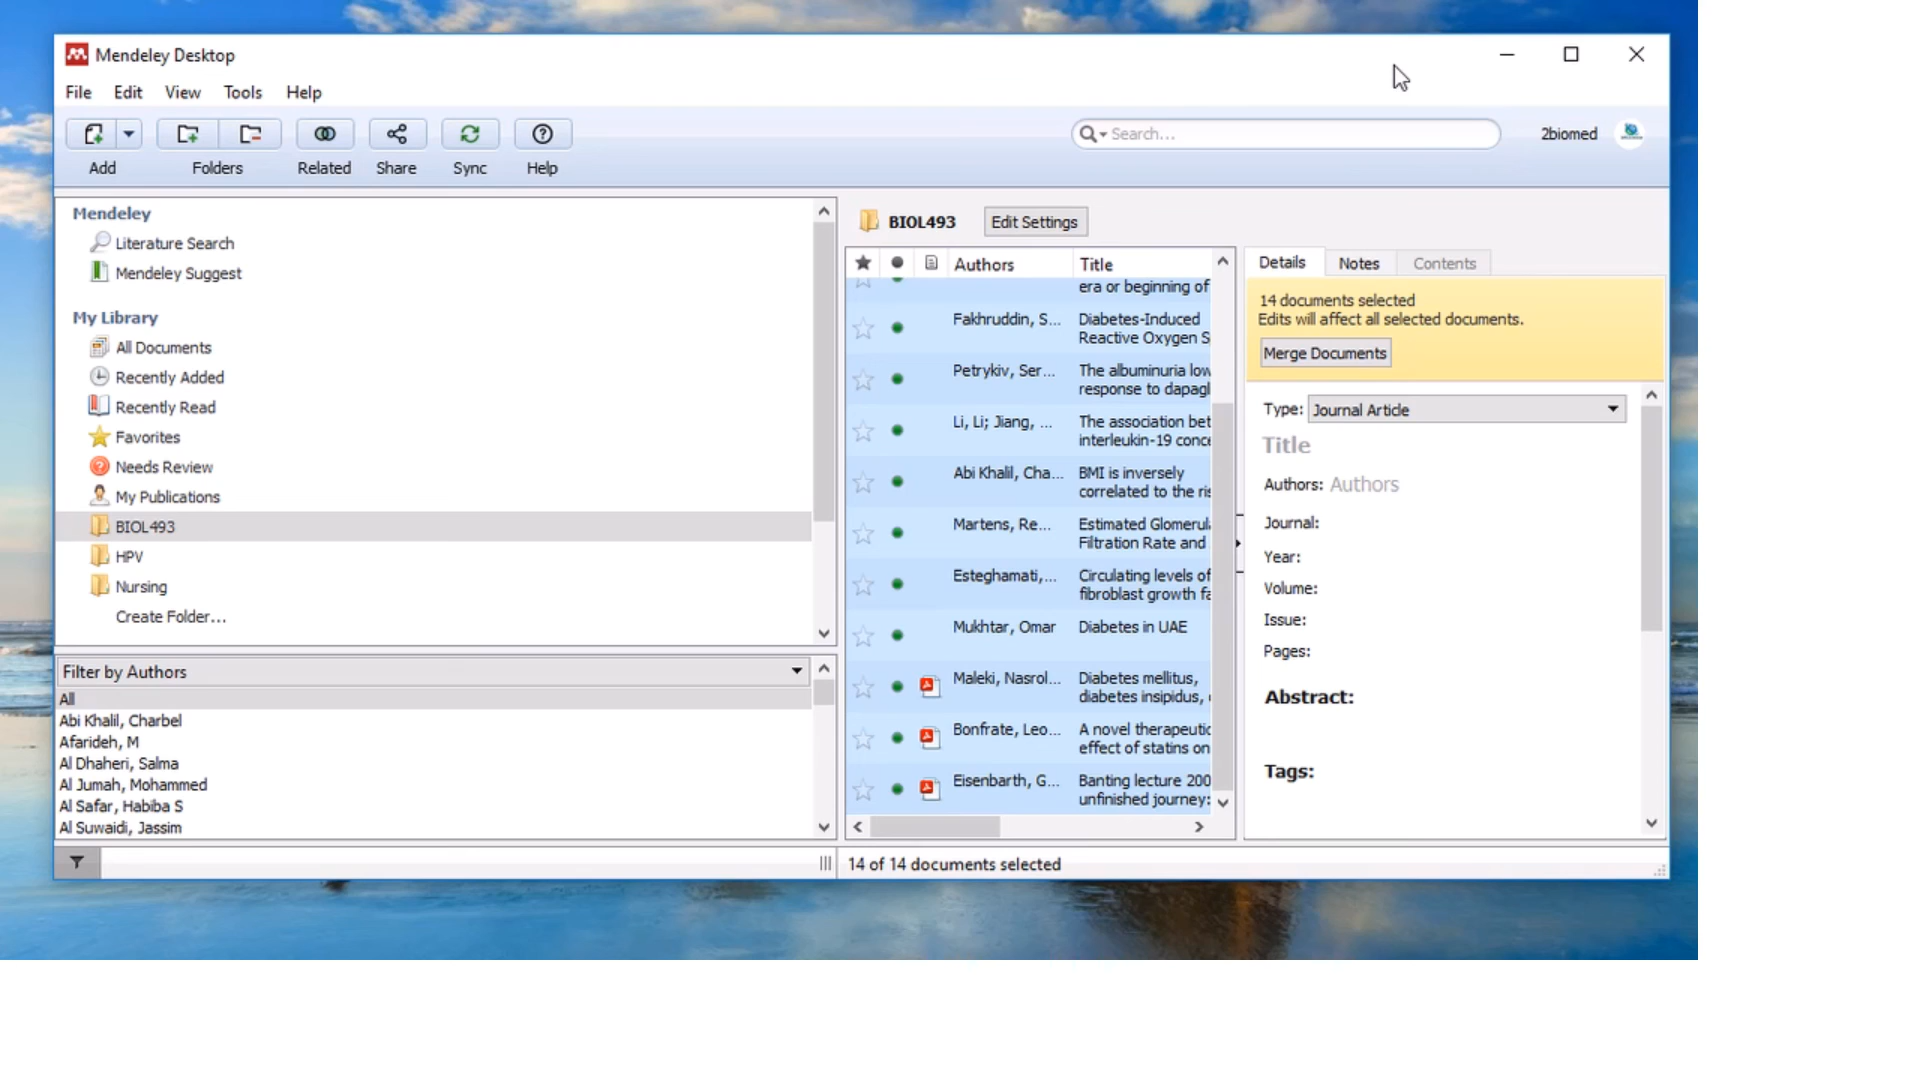 Mendeley Desktop
File Edit View Tools Help
Search...
2biomed
Add Folders Related Share Sync Help
Mendeley
Literature Search
Mendeley Suggest
My Library
All Documents
Recently Added
Recently Read
Favorites
Needs Review
My Publications
BIOL493
HPV
Nursing
Create Folder...
Filter by Authors
All
Abi Khalil, Charbel
Afarideh, M
Al Dhaheri, Salma
Al Jumah, Mohammed
Al Safar, Habiba S
Al Suwaidi, Jassim
BIOL493 Edit Settings
Authors Title
era or beginning of
Fakhruddin, S... Diabetes-Induced
Reactive Oxygen S
Petrykiv, Ser... The albuminuria low
response to dapagl
Li, Li; Jiang, ... The association bet
interleukin-19 conce
Abi Khalil, Cha... BMI is inversely
correlated to the ris
Martens, Re... Estimated Glomerul
Filtration Rate and
Esteghamati,... Circulating levels of
fibroblast growth fa
Mukhtar, Omar Diabetes in UAE
Maleki, Nasrol... Diabetes mellitus,
diabetes insipidus,
Bonfrate, Leo... A novel therapeutic
effect of statins on
Eisenbarth, G... Banting lecture 200
unfinished journey:
14 of 14 documents selected
Details Notes Contents
14 documents selected
Edits will affect all selected documents.
Merge Documents
Type: Journal Article
Title
Authors: Authors
Journal:
Year:
Volume:
Issue:
Pages:
Abstract:
Tags: